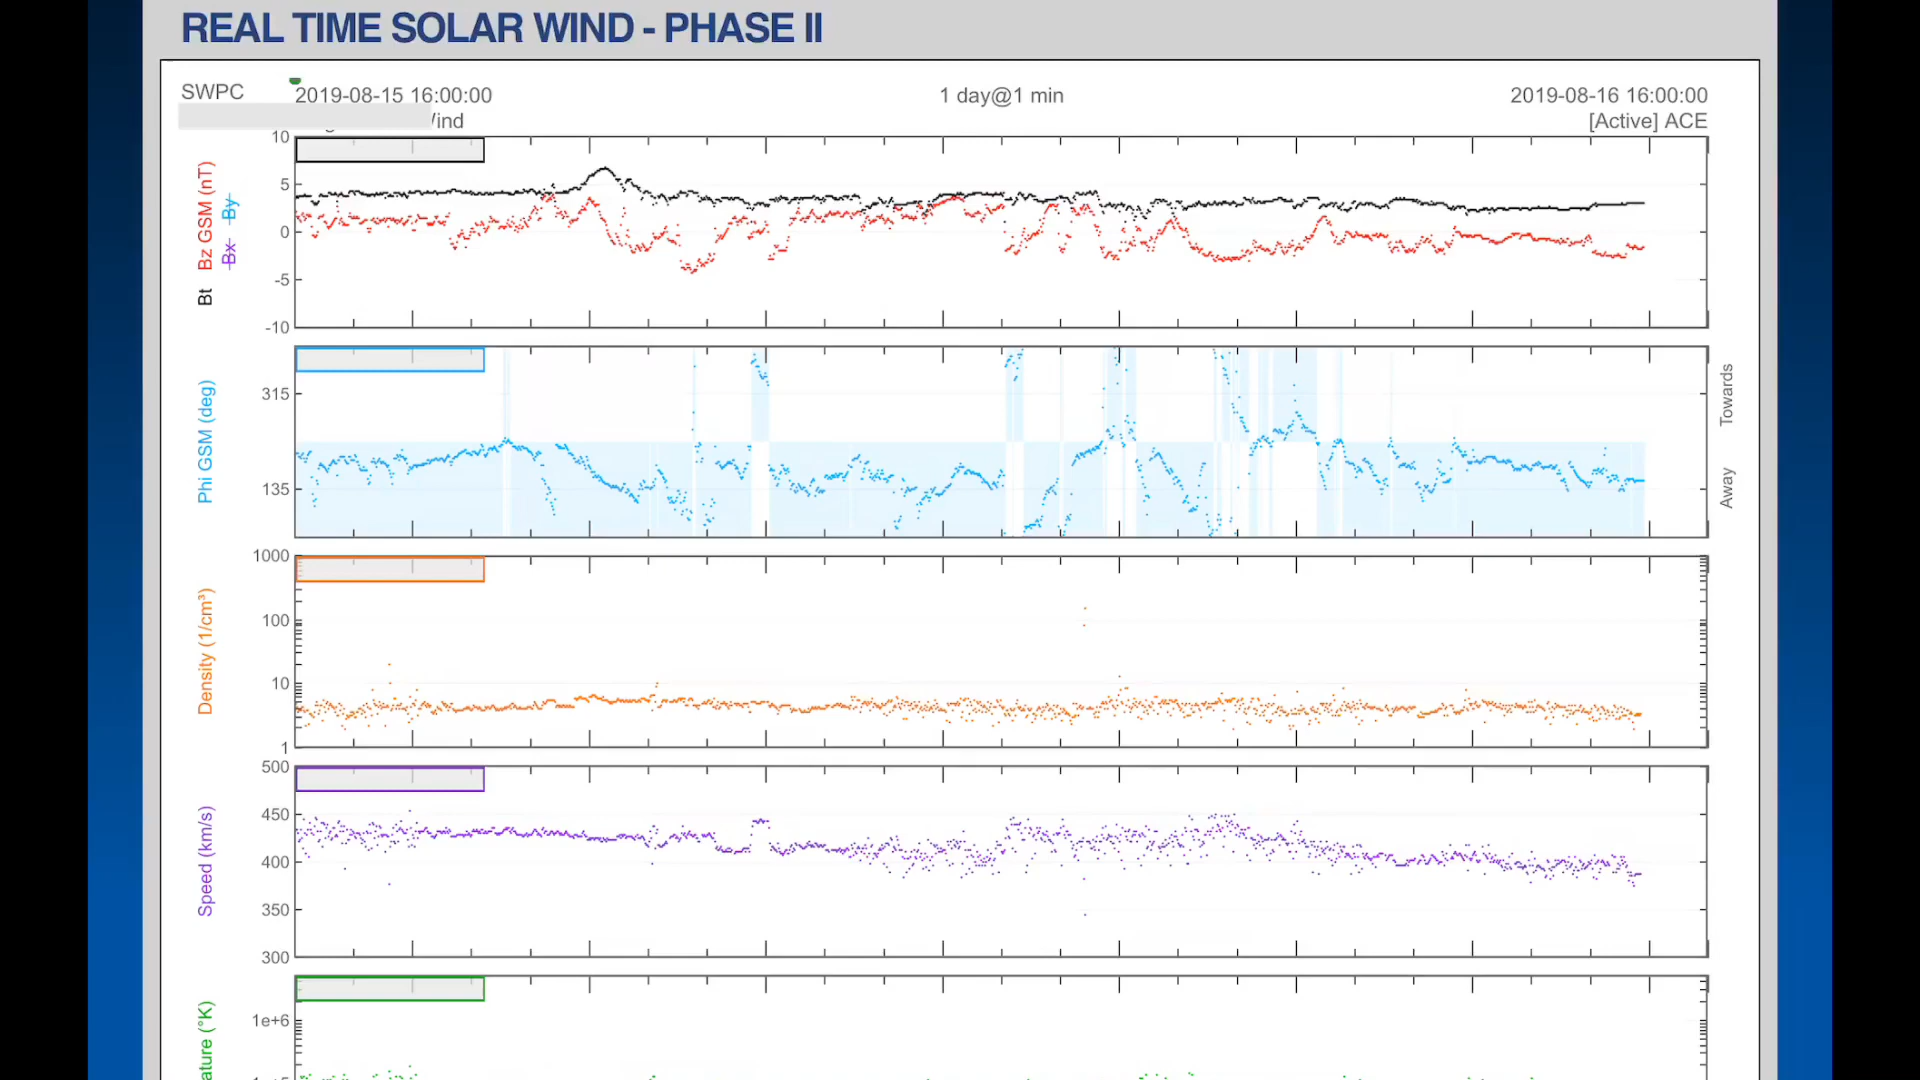 REAL TIME SOLAR WIND - PHASE II
SWPC
2019-08-15 16:00:00
1 day@1 min
2019-08-16 16:00:00
[Active] ACE
Bt Bz GSM (nT)
Bx By
10
5
0
-5
-10
Phi GSM (deg)
315
135
Towards
Away
Density (1/cm³)
1000
100
10
1
Speed (km/s)
500
450
400
350
300
(°K)
1e+6